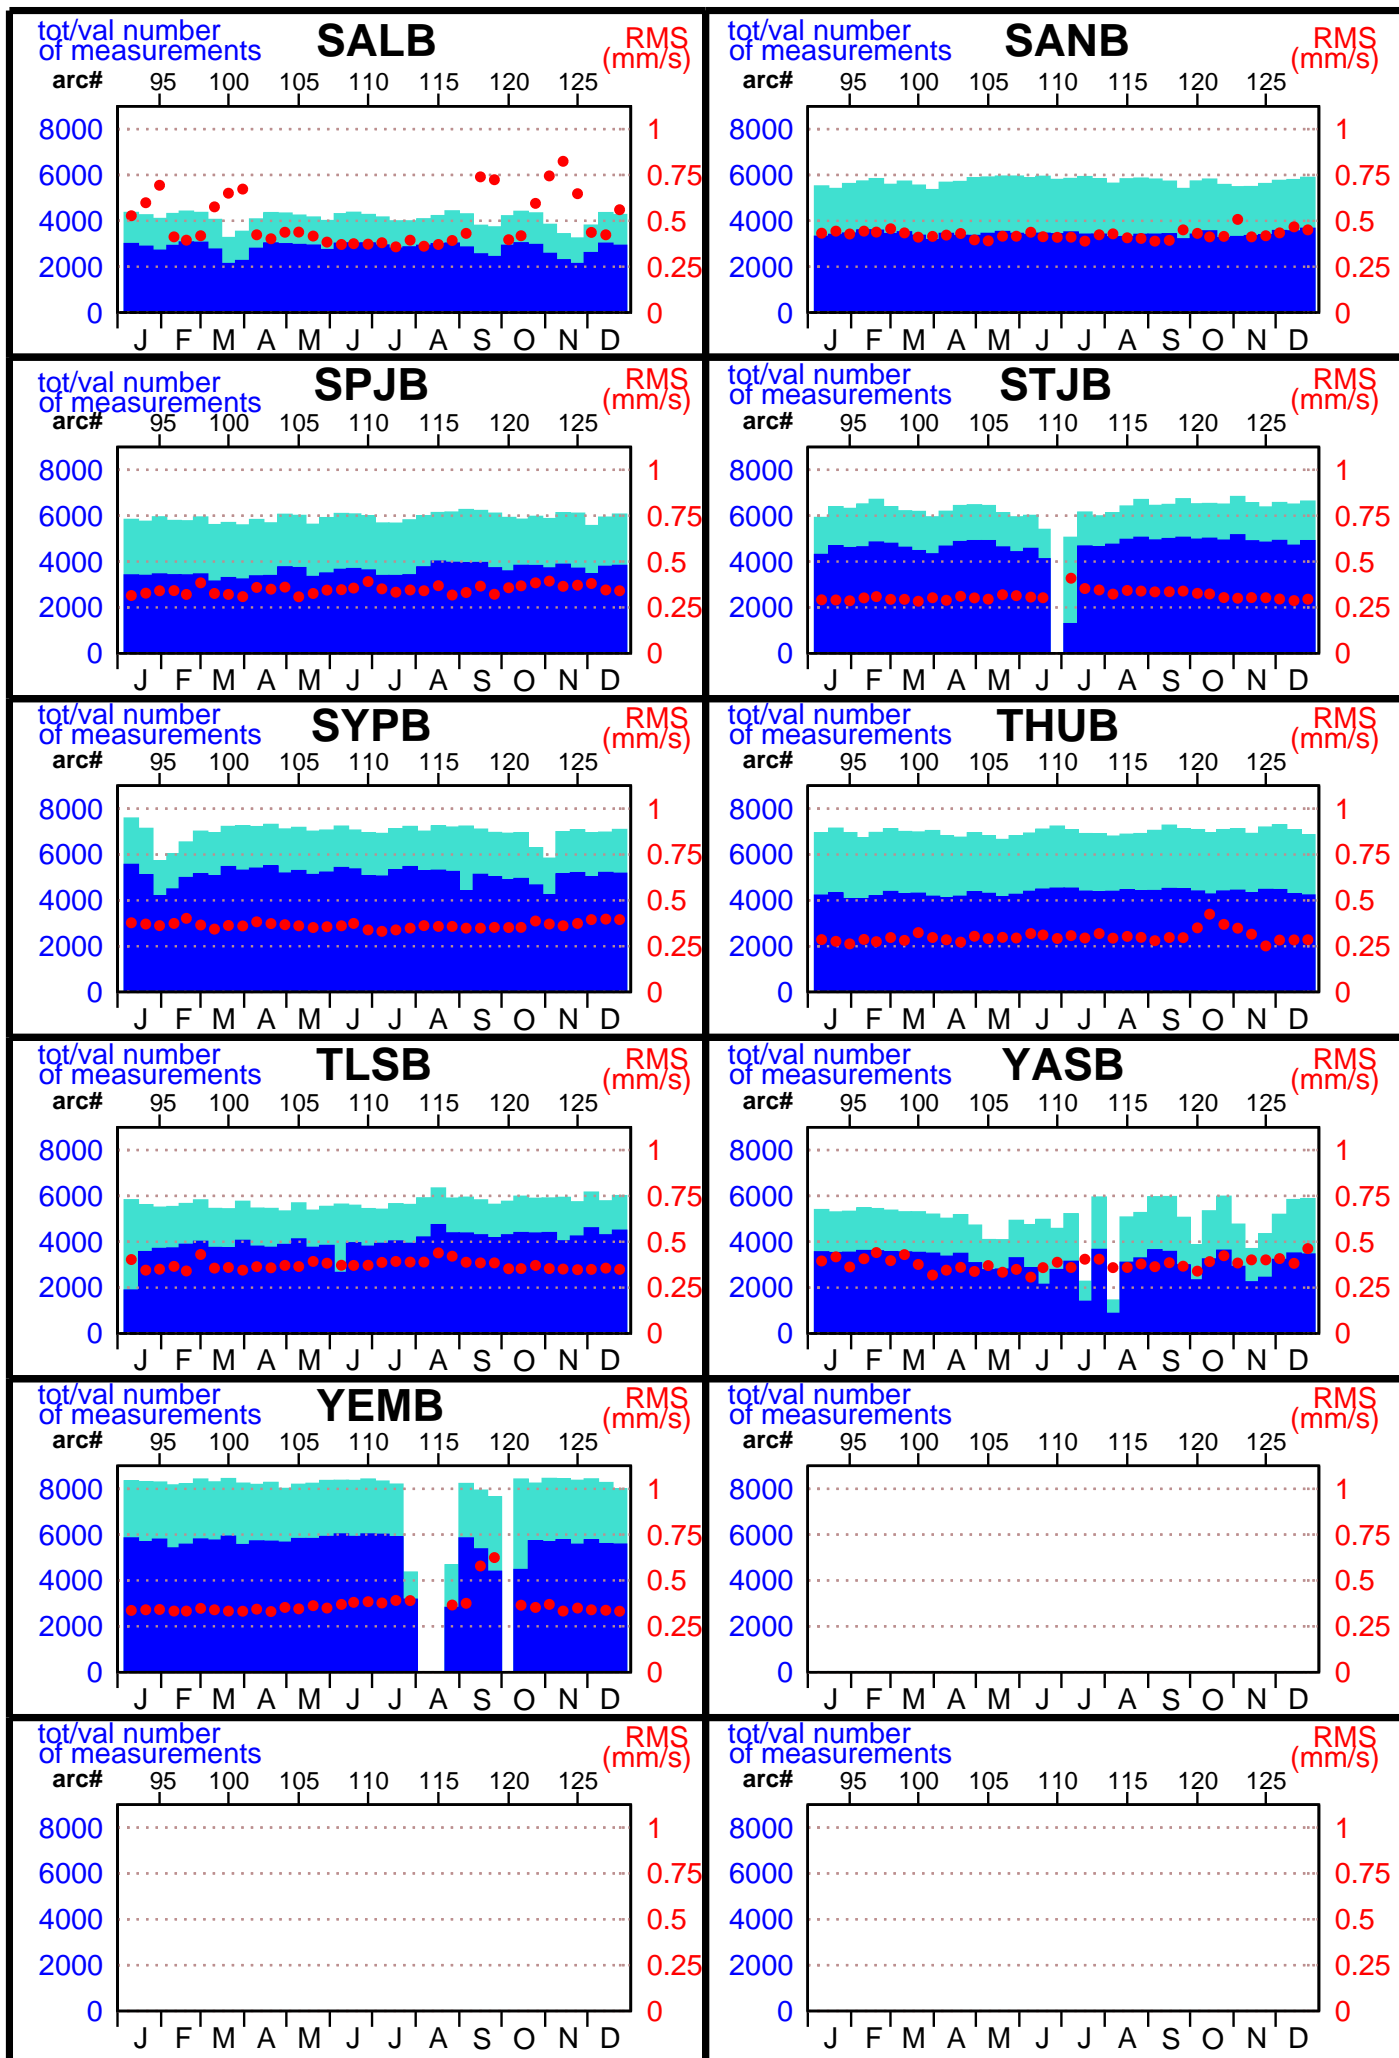 tot/val number
of measurements
SALB
RMS
(mm/s)
arc# 95 100 105 110 115 120 125
8000 1
6000 0.75
4000 0.5
2000 0.25
0 0
J F M A M J J A S O N D
tot/val number
of measurements
SANB
RMS
(mm/s)
arc# 95 100 105 110 115 120 125
8000 1
6000 0.75
4000 0.5
2000 0.25
0 0
J F M A M J J A S O N D
tot/val number
of measurements
SPJB
RMS
(mm/s)
arc# 95 100 105 110 115 120 125
8000 1
6000 0.75
4000 0.5
2000 0.25
0 0
J F M A M J J A S O N D
tot/val number
of measurements
STJB
RMS
(mm/s)
arc# 95 100 105 110 115 120 125
8000 1
6000 0.75
4000 0.5
2000 0.25
0 0
J F M A M J J A S O N D
tot/val number
of measurements
SYPB
RMS
(mm/s)
arc# 95 100 105 110 115 120 125
8000 1
6000 0.75
4000 0.5
2000 0.25
0 0
J F M A M J J A S O N D
tot/val number
of measurements
THUB
RMS
(mm/s)
arc# 95 100 105 110 115 120 125
8000 1
6000 0.75
4000 0.5
2000 0.25
0 0
J F M A M J J A S O N D
tot/val number
of measurements
TLSB
RMS
(mm/s)
arc# 95 100 105 110 115 120 125
8000 1
6000 0.75
4000 0.5
2000 0.25
0 0
J F M A M J J A S O N D
tot/val number
of measurements
YASB
RMS
(mm/s)
arc# 95 100 105 110 115 120 125
8000 1
6000 0.75
4000 0.5
2000 0.25
0 0
J F M A M J J A S O N D
tot/val number
of measurements
YEMB
RMS
(mm/s)
arc# 95 100 105 110 115 120 125
8000 1
6000 0.75
4000 0.5
2000 0.25
0 0
J F M A M J J A S O N D
tot/val number
of measurements
RMS
(mm/s)
arc# 95 100 105 110 115 120 125
8000 1
6000 0.75
4000 0.5
2000 0.25
0 0
J F M A M J J A S O N D
tot/val number
of measurements
RMS
(mm/s)
arc# 95 100 105 110 115 120 125
8000 1
6000 0.75
4000 0.5
2000 0.25
0 0
J F M A M J J A S O N D
tot/val number
of measurements
RMS
(mm/s)
arc# 95 100 105 110 115 120 125
8000 1
6000 0.75
4000 0.5
2000 0.25
0 0
J F M A M J J A S O N D